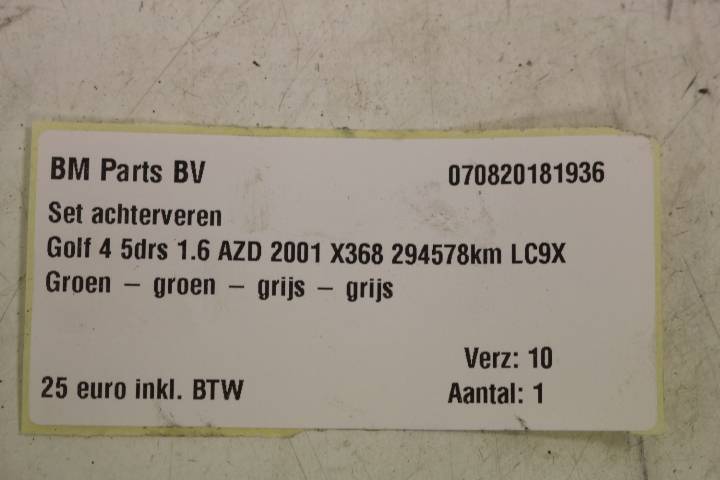 BM Parts BV 070820181936
Set achterveren
Golf 4 5drs 1.6 AZD 2001 X368 294578km LC9X
Groen – groen – grijs – grijs
Verz: 10
25 euro inkl. BTW Aantal: 1